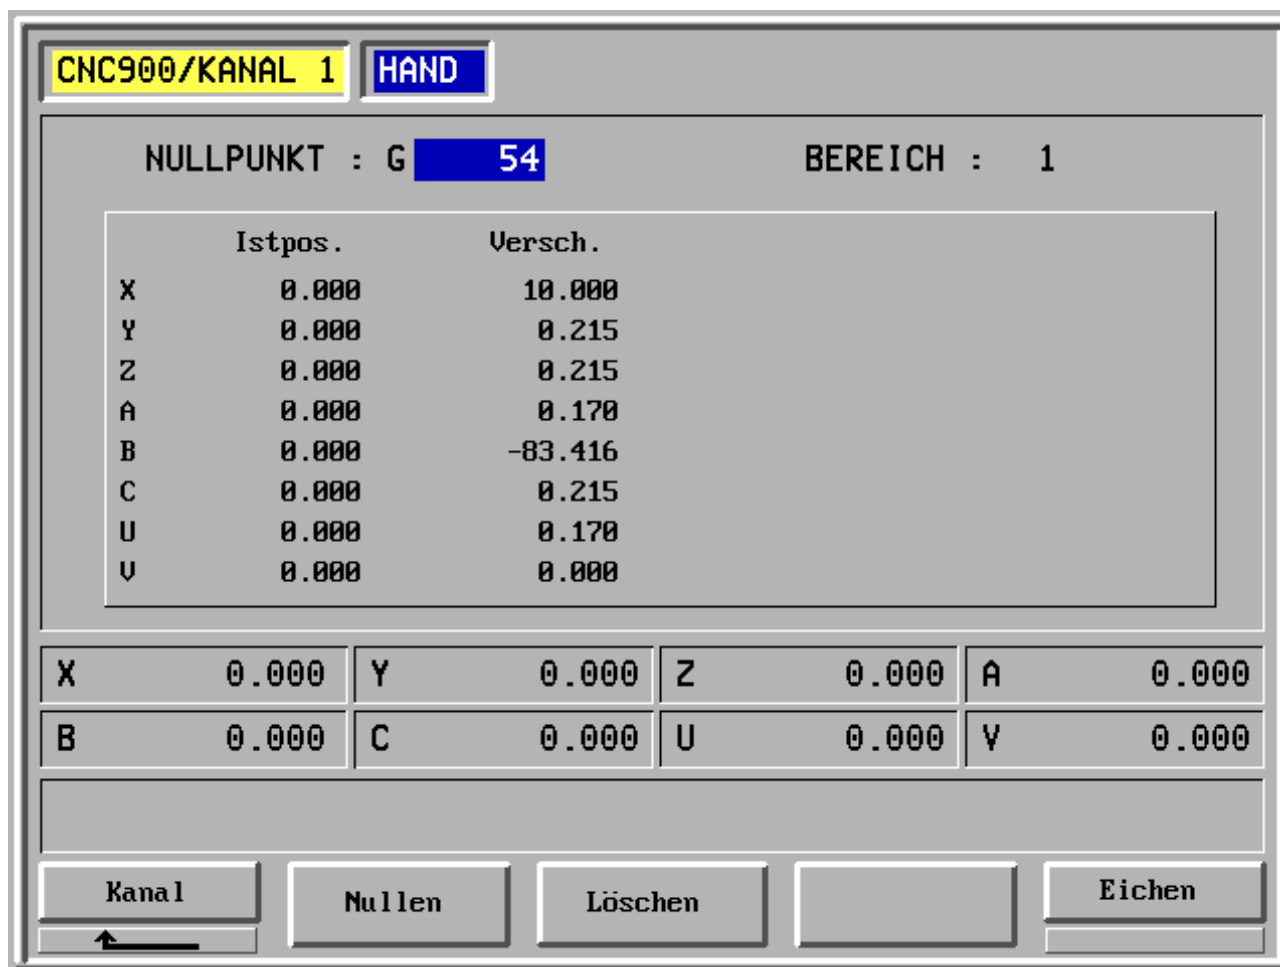 CNC900/KANAL 1 HAND
NULLPUNKT : G 54 BEREICH : 1
Istpos. Versch.
X 0.000 10.000
Y 0.000 0.215
Z 0.000 0.215
A 0.000 0.170
B 0.000 -83.416
C 0.000 0.215
U 0.000 0.170
V 0.000 0.000
X 0.000 Y 0.000 Z 0.000 A 0.000
B 0.000 C 0.000 U 0.000 V 0.000
Kanal Nullen Löschen Eichen